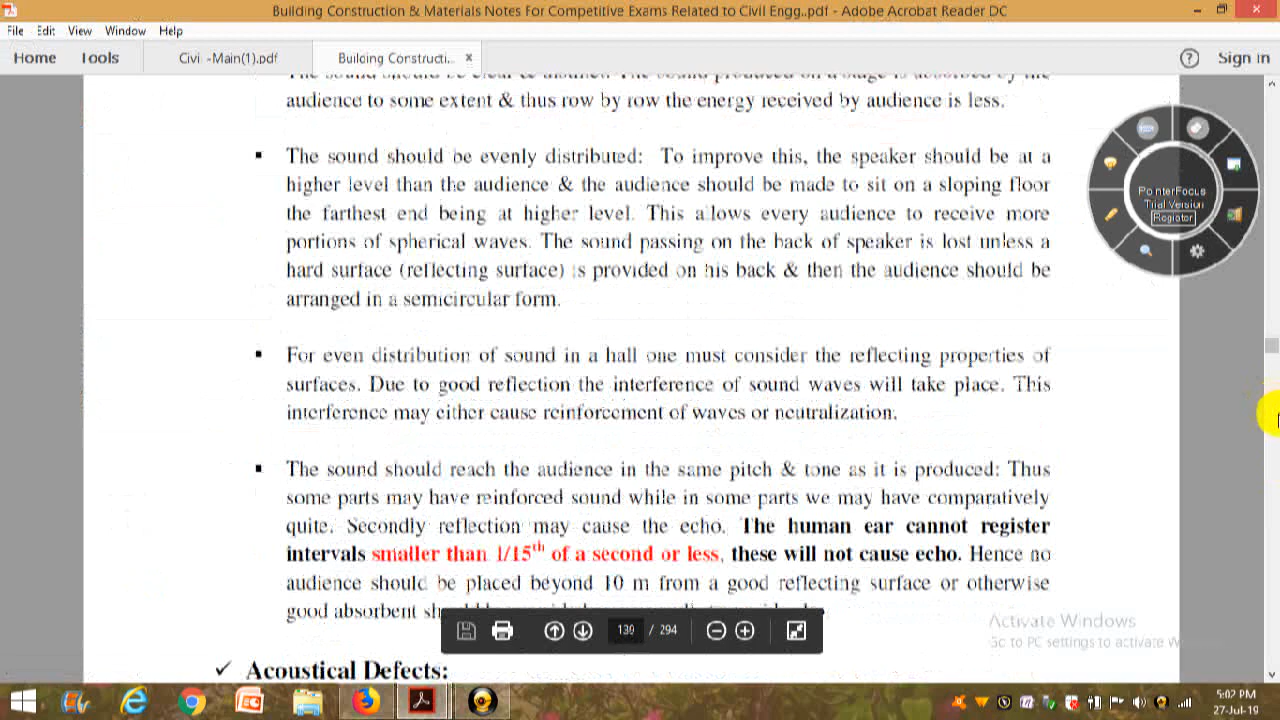 Building Construction & Materials Notes For Competitive Exams Related to Civil Engg..pdf - Adobe Acrobat Reader DC
File Edit View Window Help
Home Tools Civi -Main(1).pdf Building Constructi... × Sign In
audience to some extent & thus row by row the energy received by audience is less.
The sound should be evenly distributed: To improve this, the speaker should be at a
higher level than the audience & the audience should be made to sit on a sloping floor
the farthest end being at higher level. This allows every audience to receive more
portions of spherical waves. The sound passing on the back of speaker is lost unless a
hard surface (reflecting surface) is provided on his back & then the audience should be
arranged in a semicircular form.
PointerFocus
Trial Version
Register
For even distribution of sound in a hall one must consider the reflecting properties of
surfaces. Due to good reflection the interference of sound waves will take place. This
interference may either cause reinforcement of waves or neutralization.
The sound should reach the audience in the same pitch & tone as it is produced: Thus
some parts may have reinforced sound while in some parts we may have comparatively
quite. Secondly reflection may cause the echo. The human ear cannot register
intervals smaller than 1/15th of a second or less, these will not cause echo. Hence no
audience should be placed beyond 10 m from a good reflecting surface or otherwise
good absorbent
130 / 294
Activate Windows
Go to PC settings to activate W
✓ Acoustical Defects:
5:02 PM
27-Jul-19